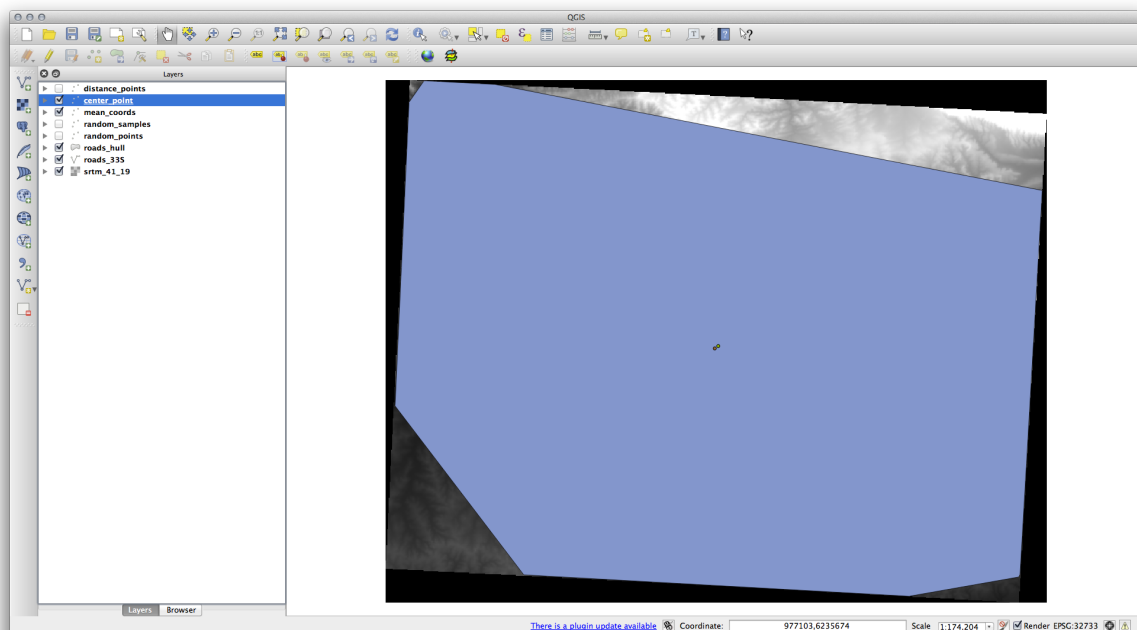 QGIS
Layers
distance_points
center_point
mean_coords
random_samples
random_points
roads_hull
roads_33S
srtm_41_19
Layers
Browser
There is a plugin update available
Coordinate:
977103,6235674
Scale
1:174.204
Render
EPSG:32733